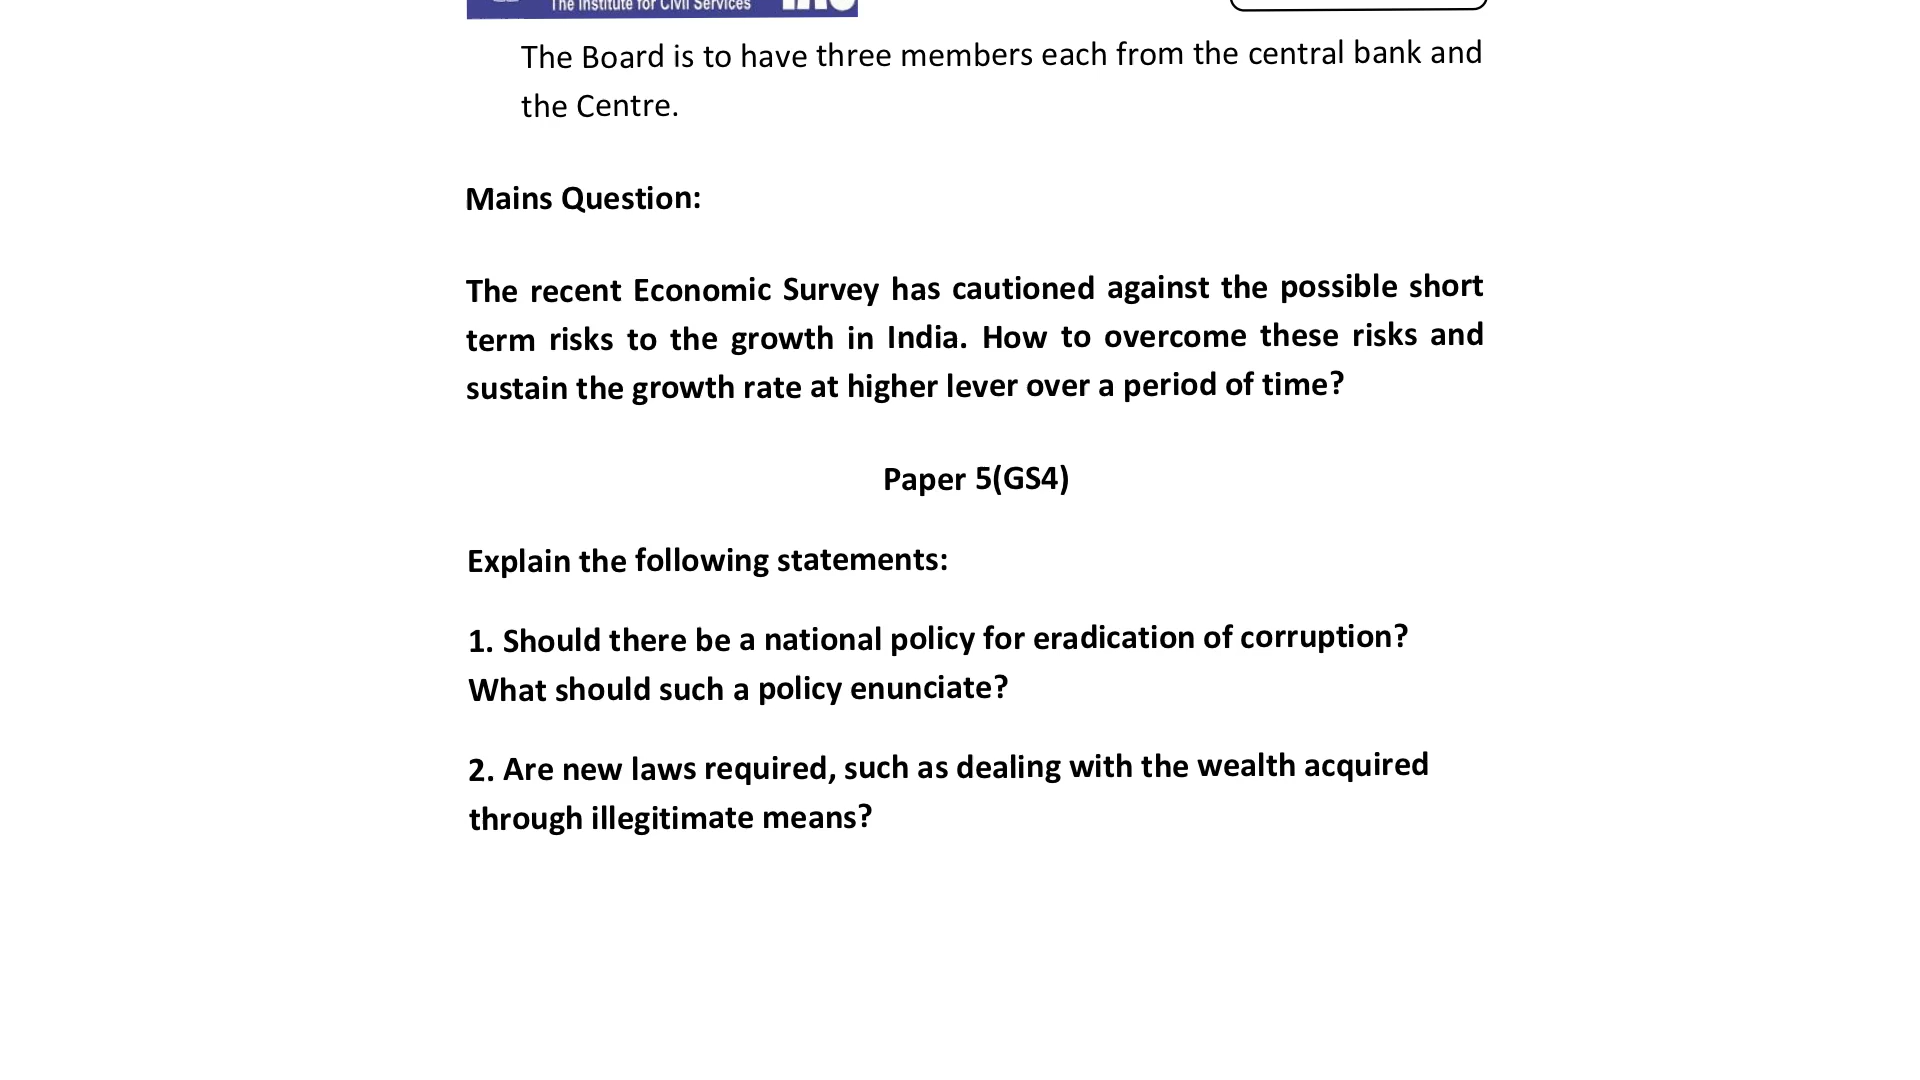 The Institute for Civil Services IAS
The Board is to have three members each from the central bank and
the Centre.
Mains Question:
The recent Economic Survey has cautioned against the possible short
term risks to the growth in India. How to overcome these risks and
sustain the growth rate at higher lever over a period of time?
Paper 5(GS4)
Explain the following statements:
1. Should there be a national policy for eradication of corruption?
What should such a policy enunciate?
2. Are new laws required, such as dealing with the wealth acquired
through illegitimate means?